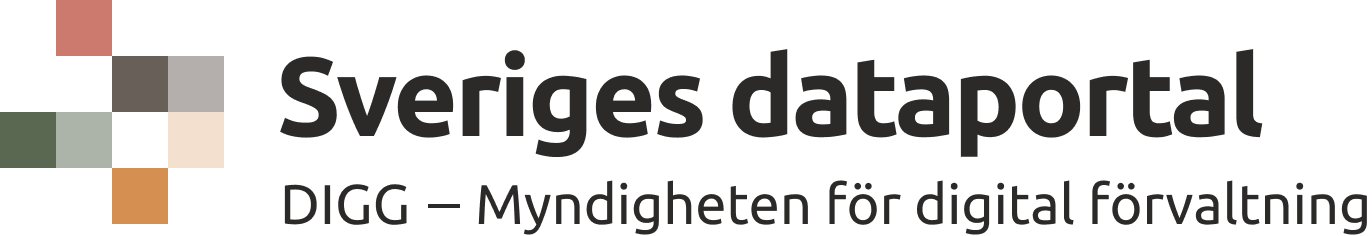 Sveriges dataportal
DIGG – Myndigheten för digital förvaltning